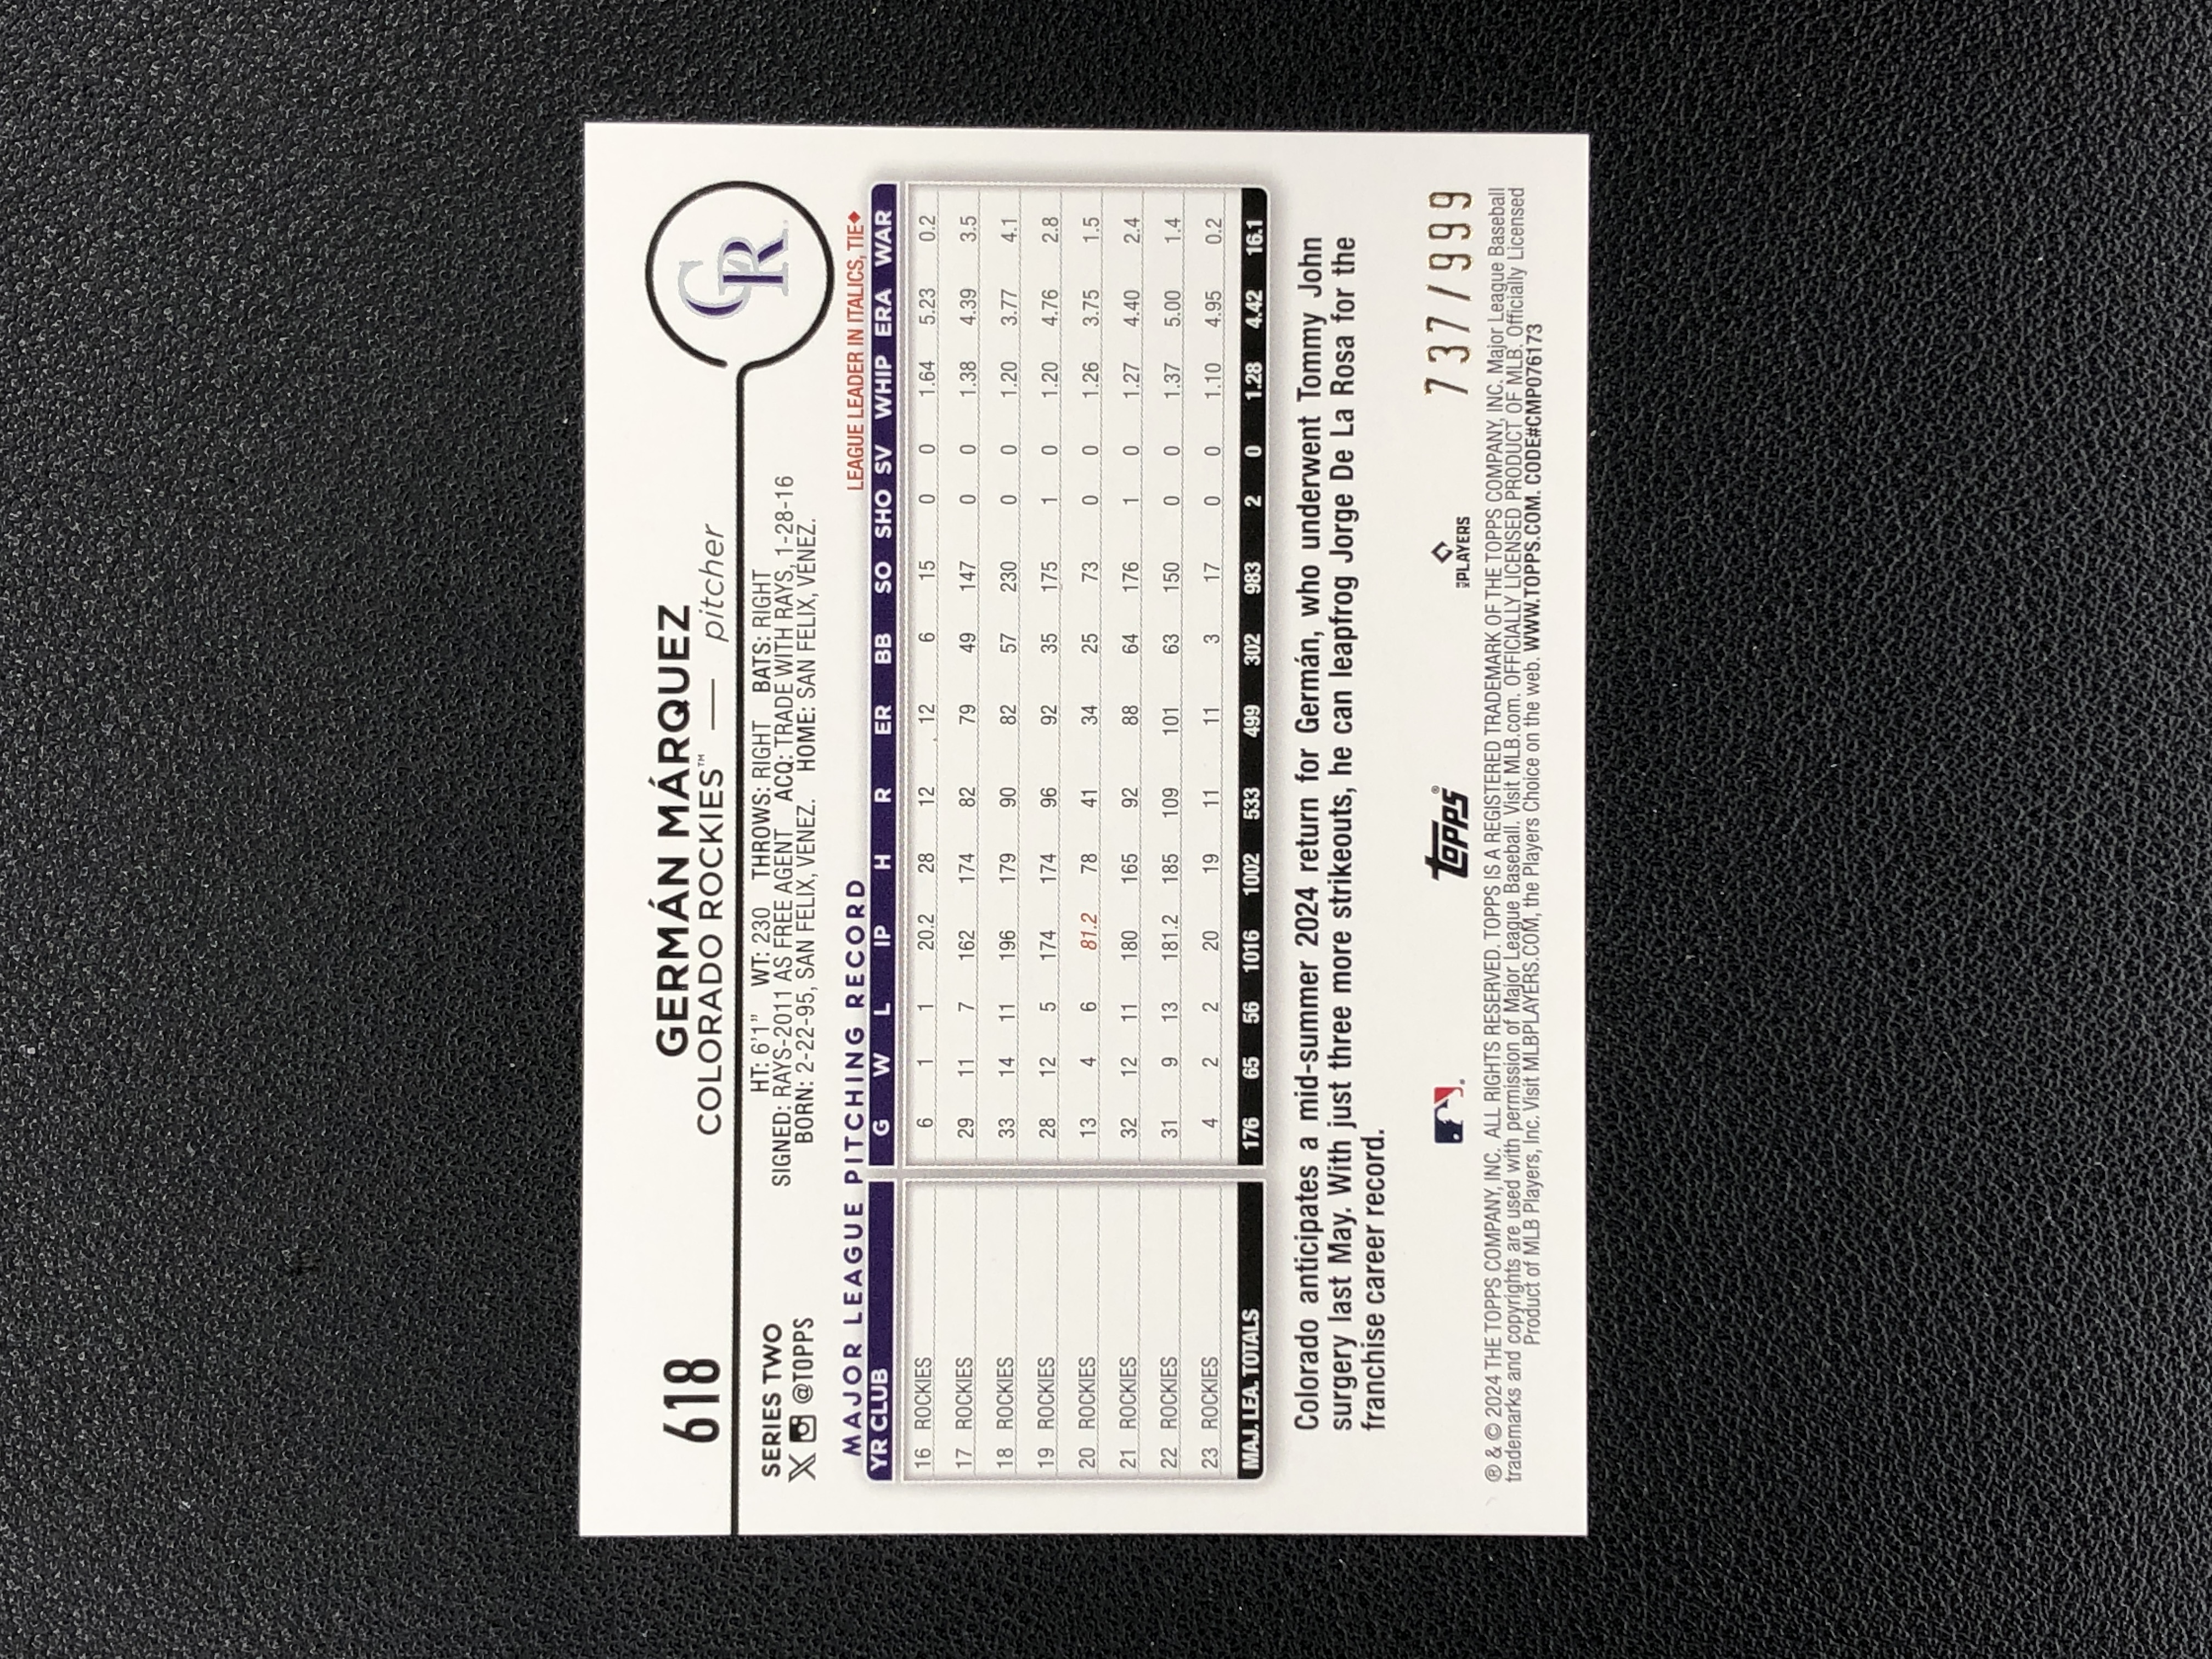 618
GERMÁN MÁRQUEZ
COLORADO ROCKIES™ — pitcher
CR
SERIES TWO
X @TOPPS
HT: 6'1" WT: 230 THROWS: RIGHT BATS: RIGHT
SIGNED: RAYS-2011 AS FREE AGENT ACQ: TRADE WITH RAYS, 1-28-16
BORN: 2-22-95, SAN FELIX, VENEZ. HOME: SAN FELIX, VENEZ.
MAJOR LEAGUE PITCHING RECORD
LEAGUE LEADER IN ITALICS, TIE♦
YR CLUB G W L IP H R ER BB SO SHO SV WHIP ERA WAR
16 ROCKIES 6 1 1 20.2 28 12 12 6 15 0 0 1.64 5.23 0.2
17 ROCKIES 29 11 7 162 174 82 79 49 147 0 0 1.38 4.39 3.5
18 ROCKIES 33 14 11 196 179 90 82 57 230 0 0 1.20 3.77 4.1
19 ROCKIES 28 12 5 174 174 96 92 35 175 1 0 1.20 4.76 2.8
20 ROCKIES 13 4 6 81.2 78 41 34 25 73 0 0 1.26 3.75 1.5
21 ROCKIES 32 12 11 180 165 92 88 64 176 1 0 1.27 4.40 2.4
22 ROCKIES 31 9 13 181.2 185 109 101 63 150 0 0 1.37 5.00 1.4
23 ROCKIES 4 2 2 20 19 11 11 3 17 0 0 1.10 4.95 0.2
MAJ. LEA. TOTALS 176 65 56 1016 1002 533 499 302 983 2 0 1.28 4.42 16.1
Colorado anticipates a mid-summer 2024 return for Germán, who underwent Tommy John
surgery last May. With just three more strikeouts, he can leapfrog Jorge De La Rosa for the
franchise career record.
topps®
MLB PLAYERS
737/999
® & © 2024 THE TOPPS COMPANY, INC. ALL RIGHTS RESERVED. TOPPS IS A REGISTERED TRADEMARK OF THE TOPPS COMPANY, INC. Major League Baseball
trademarks and copyrights are used with permission of Major League Baseball. Visit MLB.com. OFFICIALLY LICENSED PRODUCT OF MLB. Officially Licensed
Product of MLB Players, Inc. Visit MLBPLAYERS.COM, the Players Choice on the web. WWW.TOPPS.COM. CODE#CMP076173